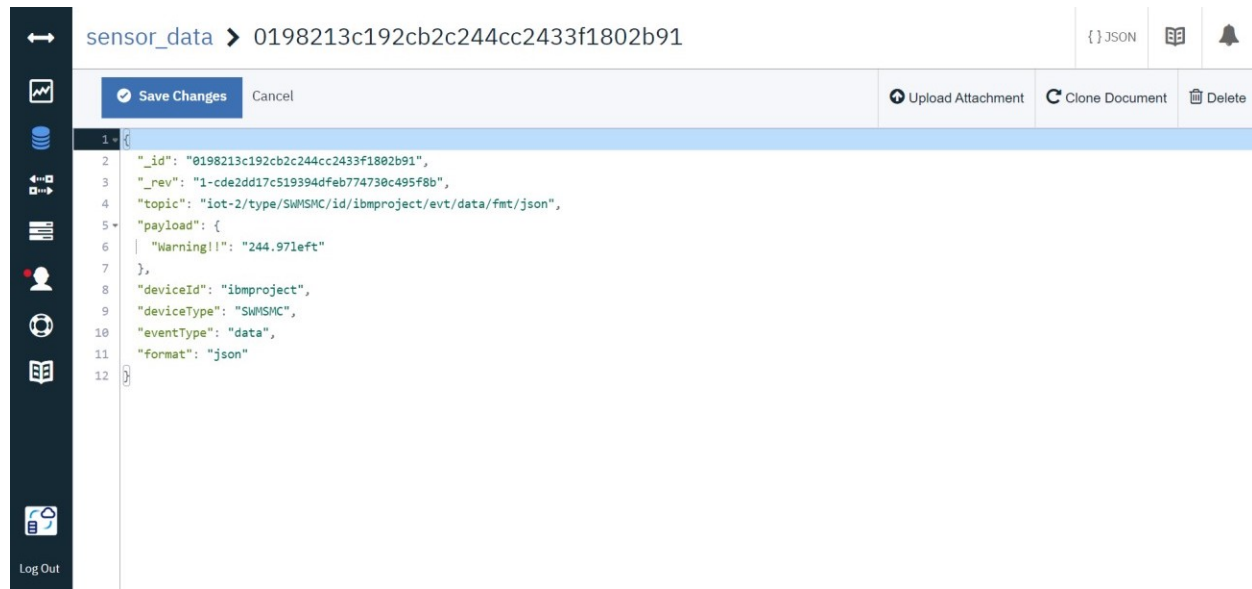 sensor_data > 0198213c192cb2c244cc2433f1802b91
{ } JSON
Save Changes Cancel
Upload Attachment Clone Document Delete
1 {
2 "_id": "0198213c192cb2c244cc2433f1802b91",
3 "_rev": "1-cde2dd17c519394dfeb774730c495f8b",
4 "topic": "iot-2/type/SWMSMC/id/ibmproject/evt/data/fmt/json",
5 "payload": {
6 "Warning!!": "244.97left"
7 },
8 "deviceId": "ibmproject",
9 "deviceType": "SWMSMC",
10 "eventType": "data",
11 "format": "json"
12 }
Log Out